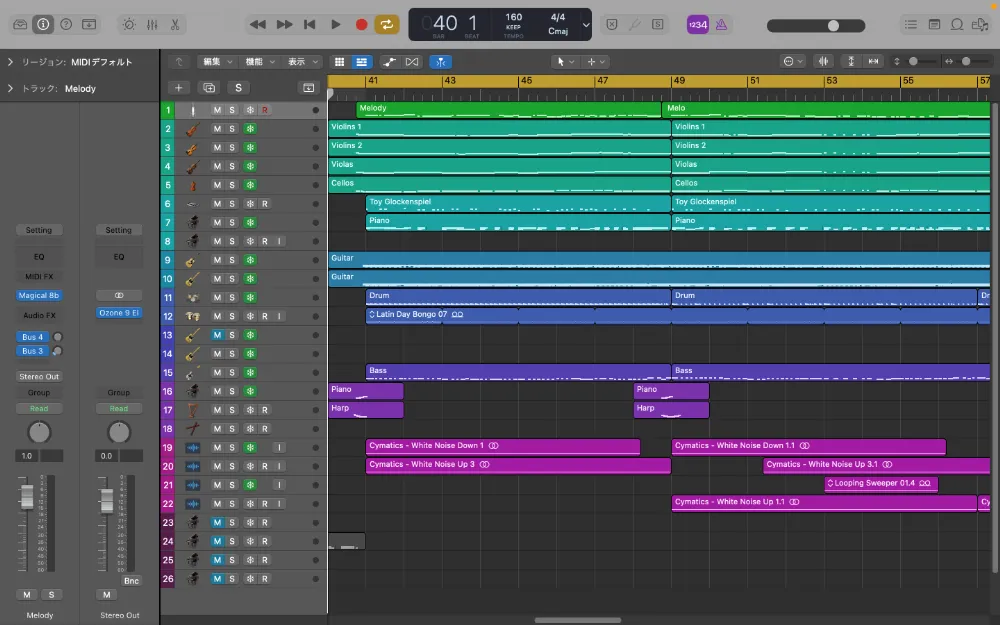 40 1
BAR BEAT
160
KEEP
TEMPO
4/4
Cmaj
1234
リージョン: MIDIデフォルト
編集 機能 表示
トラック: Melody
S
41 43 45 47 49 51 53 55 57
1 M S R Melody Melo
2 M S Violins 1 Violins 1
3 M S Violins 2 Violins 2
4 M S Violas Violas
5 M S Cellos Cellos
6 M S R Toy Glockenspiel Toy Glockenspiel
7 M S Piano Piano
8 M S R I
9 M S Guitar
10 M S Guitar
11 M S Drum Drum Dr
12 M S R I Latin Day Bongo 07
13 M S
14 M S
15 M S Bass Bass
16 M S Piano Piano
17 M S R Harp Harp
18 M S R
19 M S I Cymatics - White Noise Down 1 Cymatics - White Noise Down 1.1
20 M S R I Cymatics - White Noise Up 3 Cymatics - White Noise Up 3.1
21 M S I Looping Sweeper 01.4
22 M S R I Cymatics - White Noise Up 1.1 Cy
23 M S R
24 M S R
25 M S R
26 M S R
Setting Setting
EQ EQ
MIDI FX
Magical 8b
Audio FX Ozone 9 El
Bus 4
Bus 3
Stereo Out
Group Group
Read Read
1.0 0.0
Bnc
M S M
Melody Stereo Out